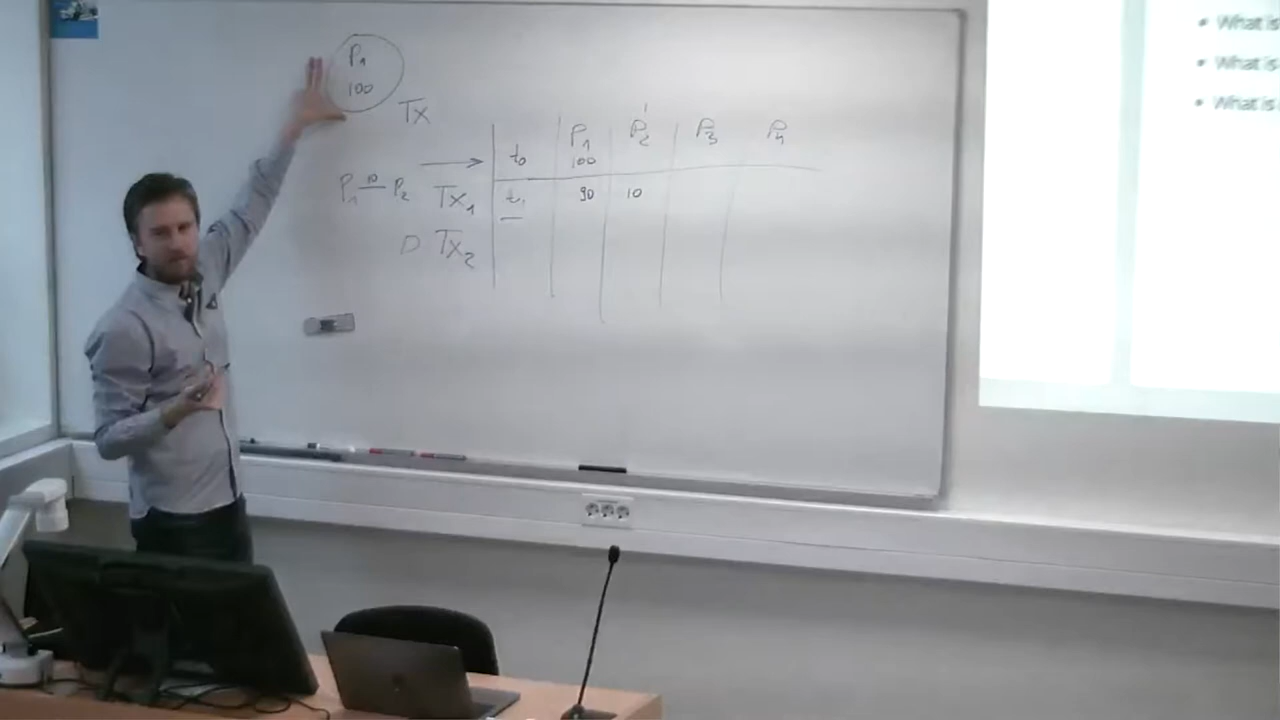 P1
100
Tx
P1 P2 P3 P4
t0 100
P1 10 P2 Tx1 t1 90 10
D Tx2
• What is
• What is
• What is